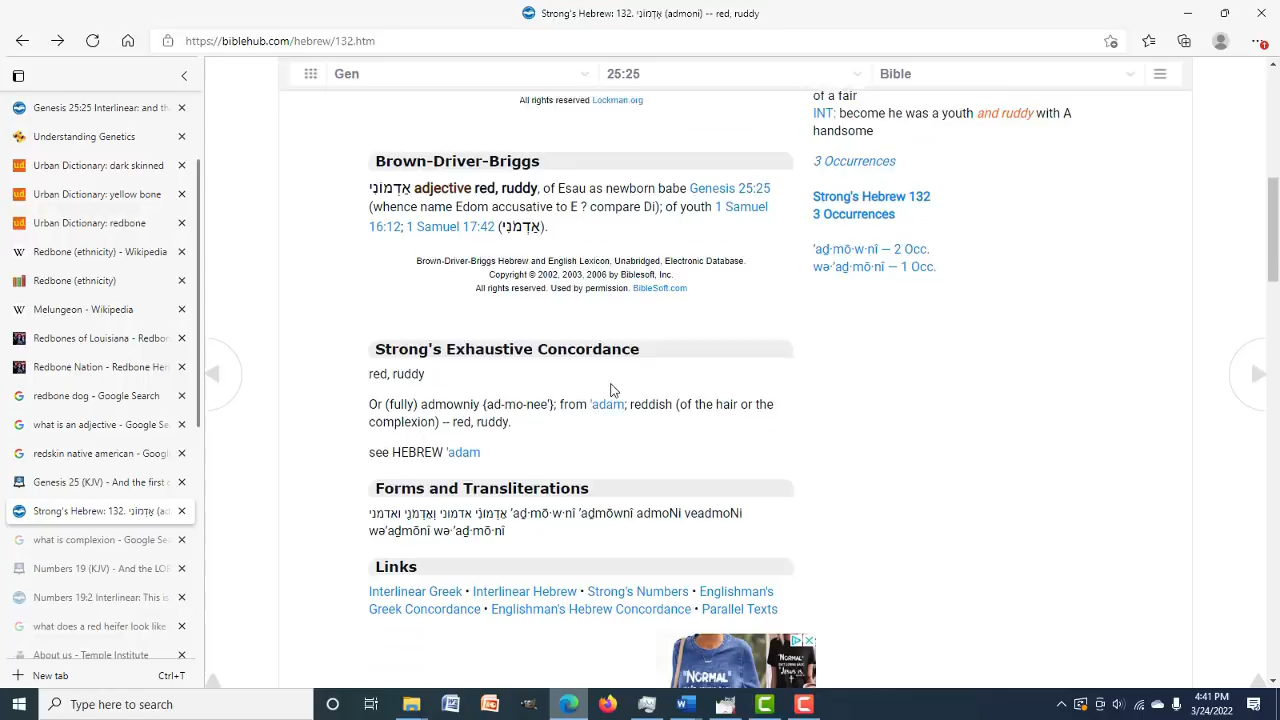 Strong's Hebrew 132. אַדְמוֹנִי (admoni) -- red, ruddy
https://biblehub.com/hebrew/132.htm
Gen 25:25 Bible
Genesis 25:25 Interlinear: and th
Understanding Genetics
Urban Dictionary: dark skinned
Urban Dictionary: yellow bone
Urban Dictionary: red
Redbone (ethnicity) - Wikipedia
Redbone (ethnicity)
Melungeon - Wikipedia
Redbones of Louisiana - Redbor
Redbone Nation - Redbone Her
redbone dog - Google Search
what is an adjective - Google Se
redskin native american - Googl
Genesis 25 (KJV) - And the first c
Strong's Hebrew: 132. אַדְמוֹנִי (ad
what is complexion - Google Se
Numbers 19 (KJV) - And the LOF
Numbers 19:2 Interlinear: This is
what does a red heifer look like
About us - The
Institute
New tab
All rights reserved Lockman.org
Brown-Driver-Briggs
אַדְמוֹנִי adjective red, ruddy, of Esau as newborn babe Genesis 25:25
(whence name Edom accusative to E ? compare Di); of youth 1 Samuel
16:12; 1 Samuel 17:42 (אַדְמֹנִי).
Brown-Driver-Briggs Hebrew and English Lexicon, Unabridged, Electronic Database.
Copyright © 2002, 2003, 2006 by Biblesoft, Inc.
All rights reserved. Used by permission. BibleSoft.com
Strong's Exhaustive Concordance
red, ruddy
Or (fully) admowniy {ad-mo-nee'}; from 'adam; reddish (of the hair or the
complexion) -- red, ruddy.
see HEBREW 'adam
Forms and Transliterations
אַדְמוֹנִ֔י אדמוני וְאַדְמֹנִ֖י ואדמני ’aḏ·mō·w·nî ’aḏmōwnî admoNi veadmoNi
wə’aḏmōnî wə·’aḏ·mō·nî
Links
Interlinear Greek • Interlinear Hebrew • Strong's Numbers • Englishman's
Greek Concordance • Englishman's Hebrew Concordance • Parallel Texts
of a fair
INT: become he was a youth and ruddy with A
handsome
3 Occurrences
Strong's Hebrew 132
3 Occurrences
’aḏ·mō·w·nî — 2 Occ.
wə·’aḏ·mō·nî — 1 Occ.
"NORMAL"
"NORMAL"
Type here to search
4:41 PM
3/24/2022